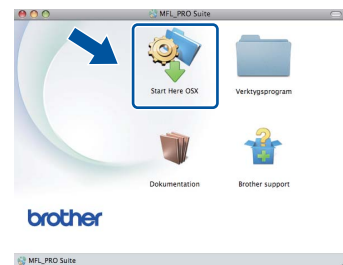 MFL_PRO Suite
Start Here OSX
Verktygsprogram
Dokumentation
Brother support
brother
MFL_PRO Suite